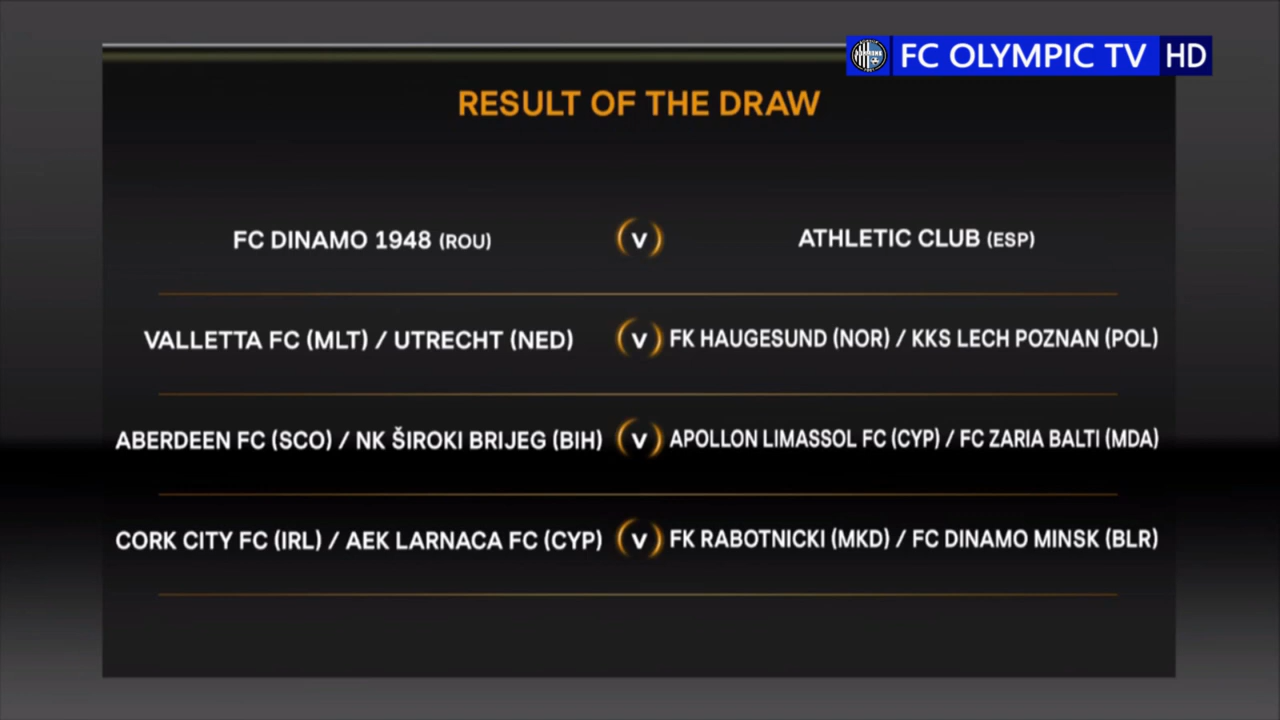 FC OLYMPIC TV HD
RESULT OF THE DRAW
FC DINAMO 1948 (ROU) v ATHLETIC CLUB (ESP)
VALLETTA FC (MLT) / UTRECHT (NED) v FK HAUGESUND (NOR) / KKS LECH POZNAN (POL)
ABERDEEN FC (SCO) / NK ŠIROKI BRIJEG (BIH) v APOLLON LIMASSOL FC (CYP) / FC ZARIA BALTI (MDA)
CORK CITY FC (IRL) / AEK LARNACA FC (CYP) v FK RABOTNICKI (MKD) / FC DINAMO MINSK (BLR)